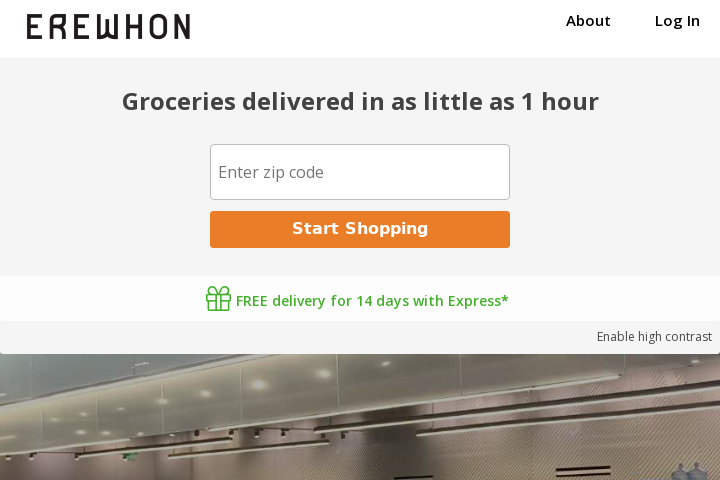 EREWHON
About
Log In
Groceries delivered in as little as 1 hour
Enter zip code
Start Shopping
FREE delivery for 14 days with Express*
Enable high contrast